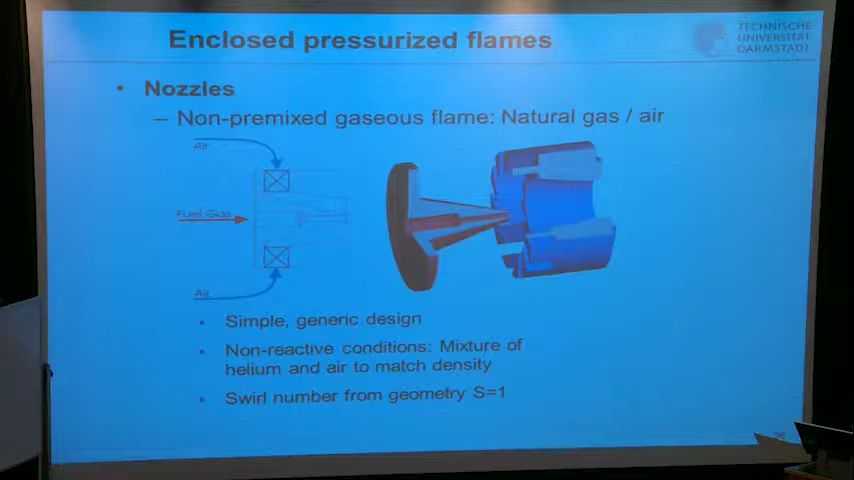 Enclosed pressurized flames
TECHNISCHE
UNIVERSITÄT
DARMSTADT
• Nozzles
– Non-premixed gaseous flame: Natural gas / air
Air
Fuel Gas
Air
• Simple, generic design
• Non-reactive conditions: Mixture of
helium and air to match density
• Swirl number from geometry S=1